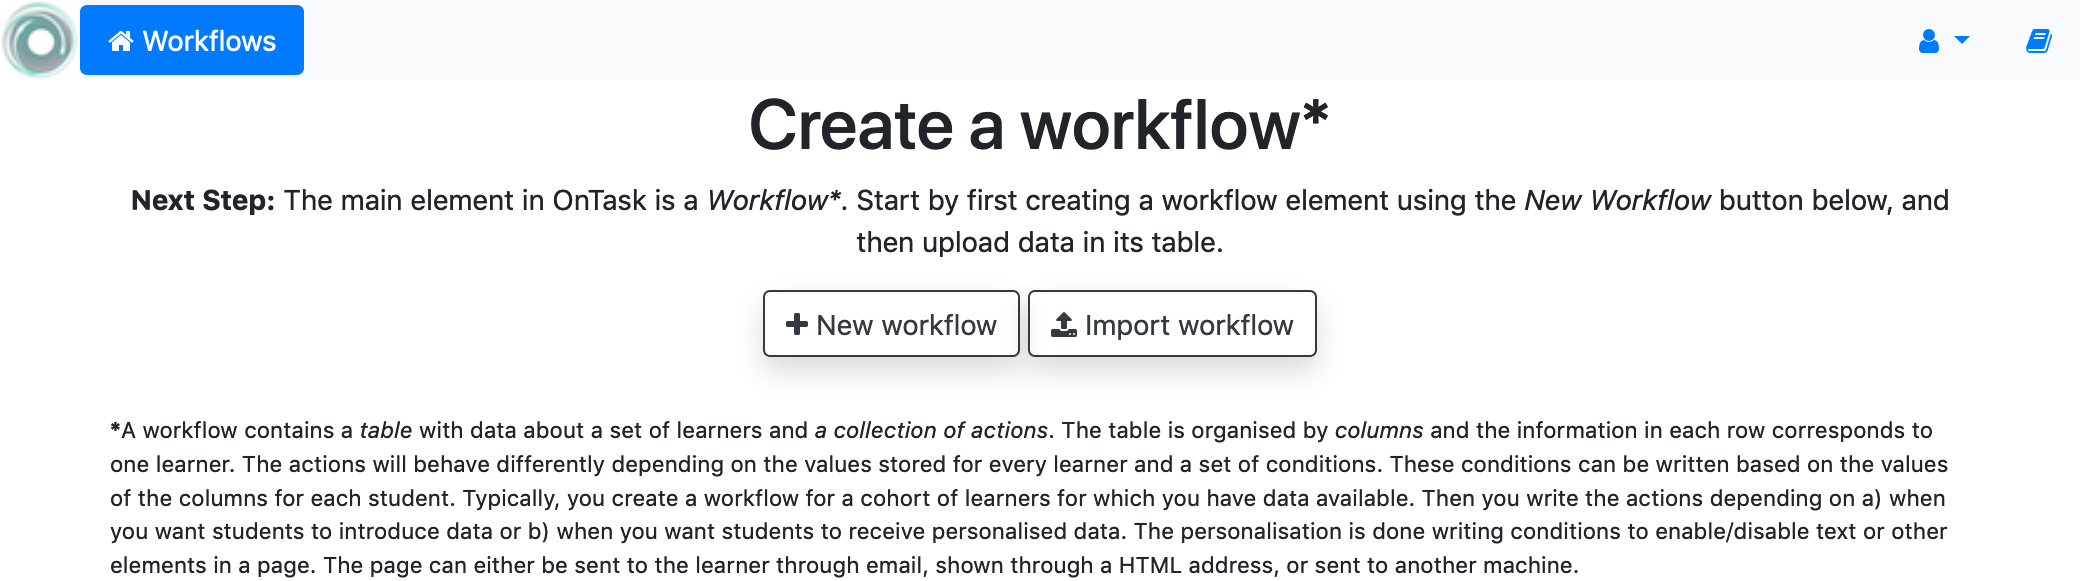 Workflows
Create a workflow*
Next Step: The main element in OnTask is a Workflow*. Start by first creating a workflow element using the New Workflow button below, and
then upload data in its table.
New workflow
Import workflow
*A workflow contains a table with data about a set of learners and a collection of actions. The table is organised by columns and the information in each row corresponds to
one learner. The actions will behave differently depending on the values stored for every learner and a set of conditions. These conditions can be written based on the values
of the columns for each student. Typically, you create a workflow for a cohort of learners for which you have data available. Then you write the actions depending on a) when
you want students to introduce data or b) when you want students to receive personalised data. The personalisation is done writing conditions to enable/disable text or other
elements in a page. The page can either be sent to the learner through email, shown through a HTML address, or sent to another machine.